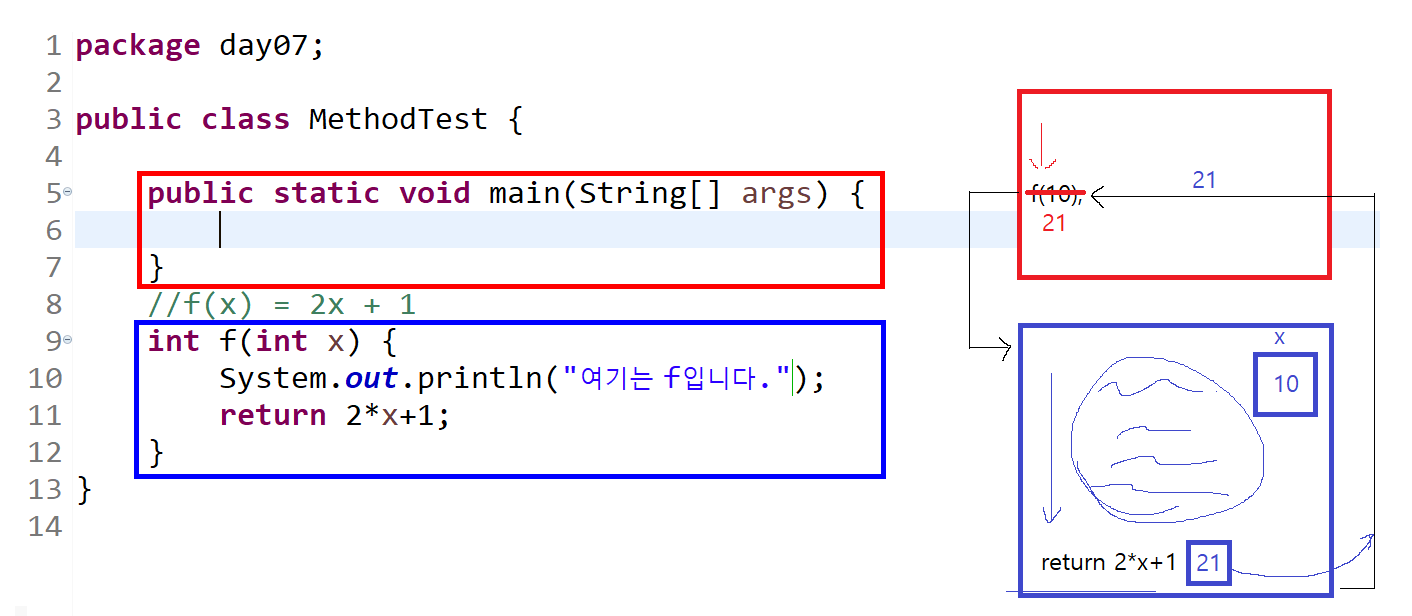 1 package day07;
2
3 public class MethodTest {
4
5 public static void main(String[] args) {
6
7 }
8 //f(x) = 2x + 1
9 int f(int x) {
10 System.out.println("여기는 f입니다.");
11 return 2*x+1;
12 }
13 }
14
21
f(10);
21
x
10
return 2*x+1 21